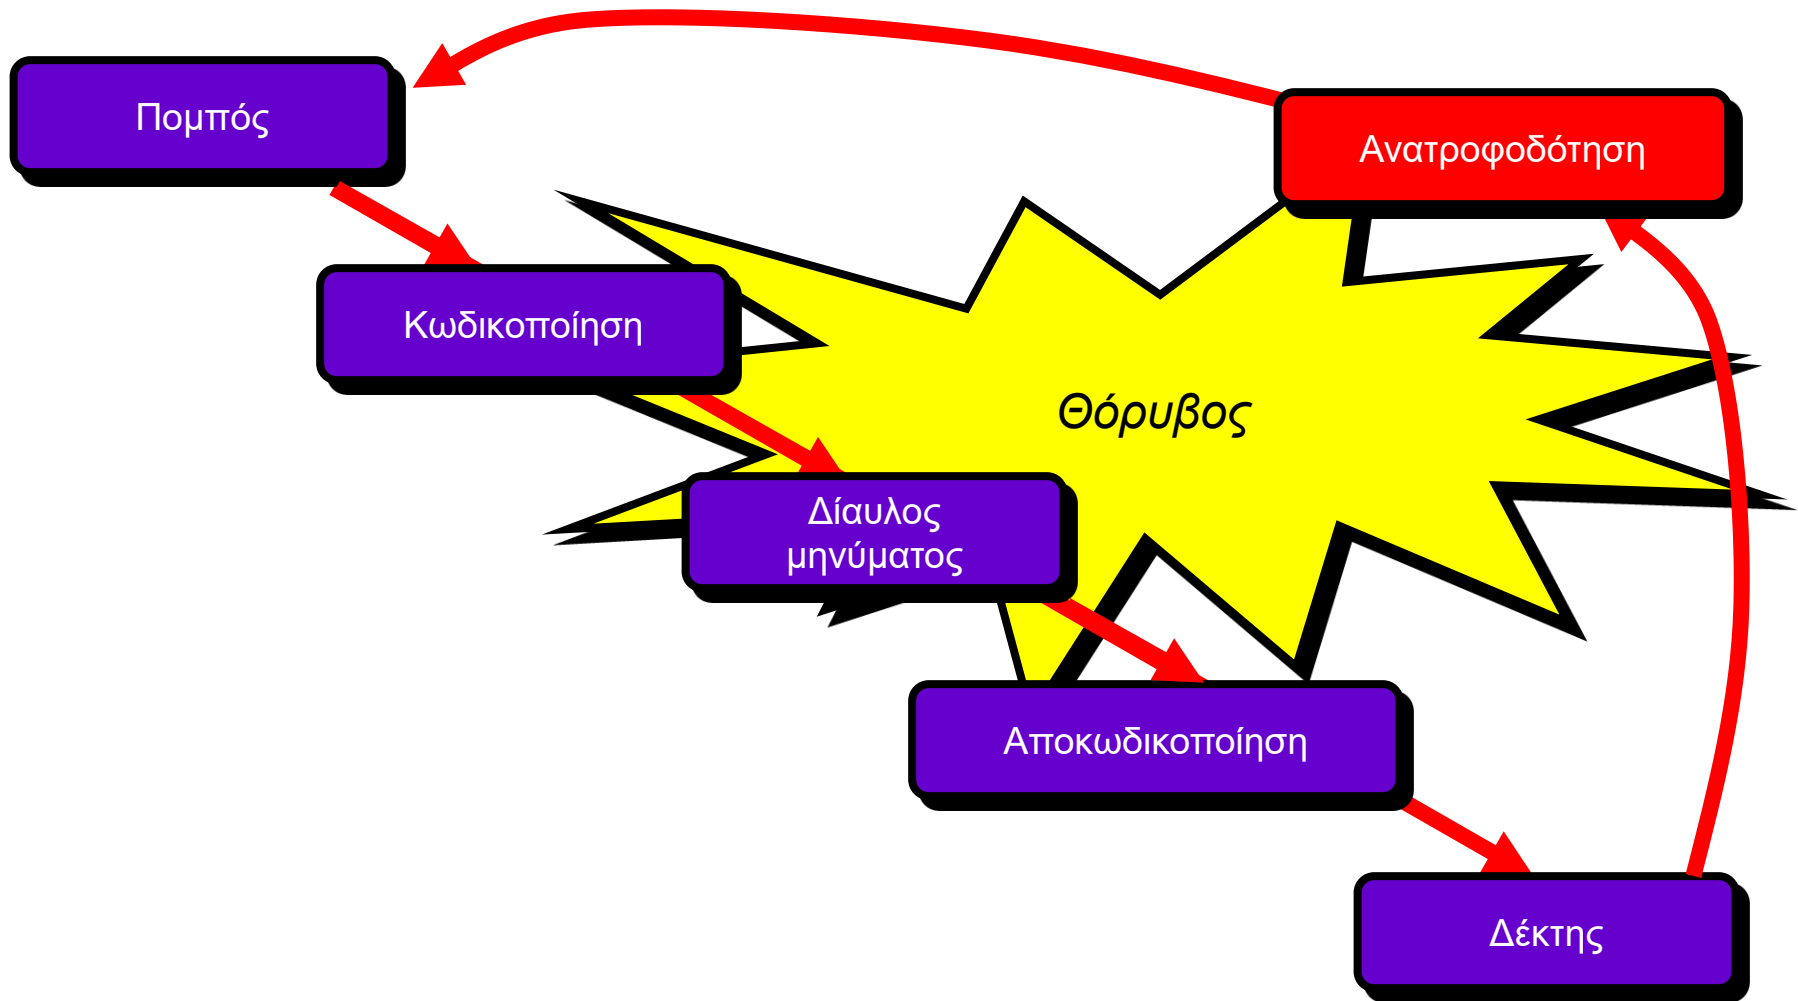 Πομπός
Ανατροφοδότηση
Κωδικοποίηση
Θόρυβος
Δίαυλος
μηνύματος
Αποκωδικοποίηση
Δέκτης